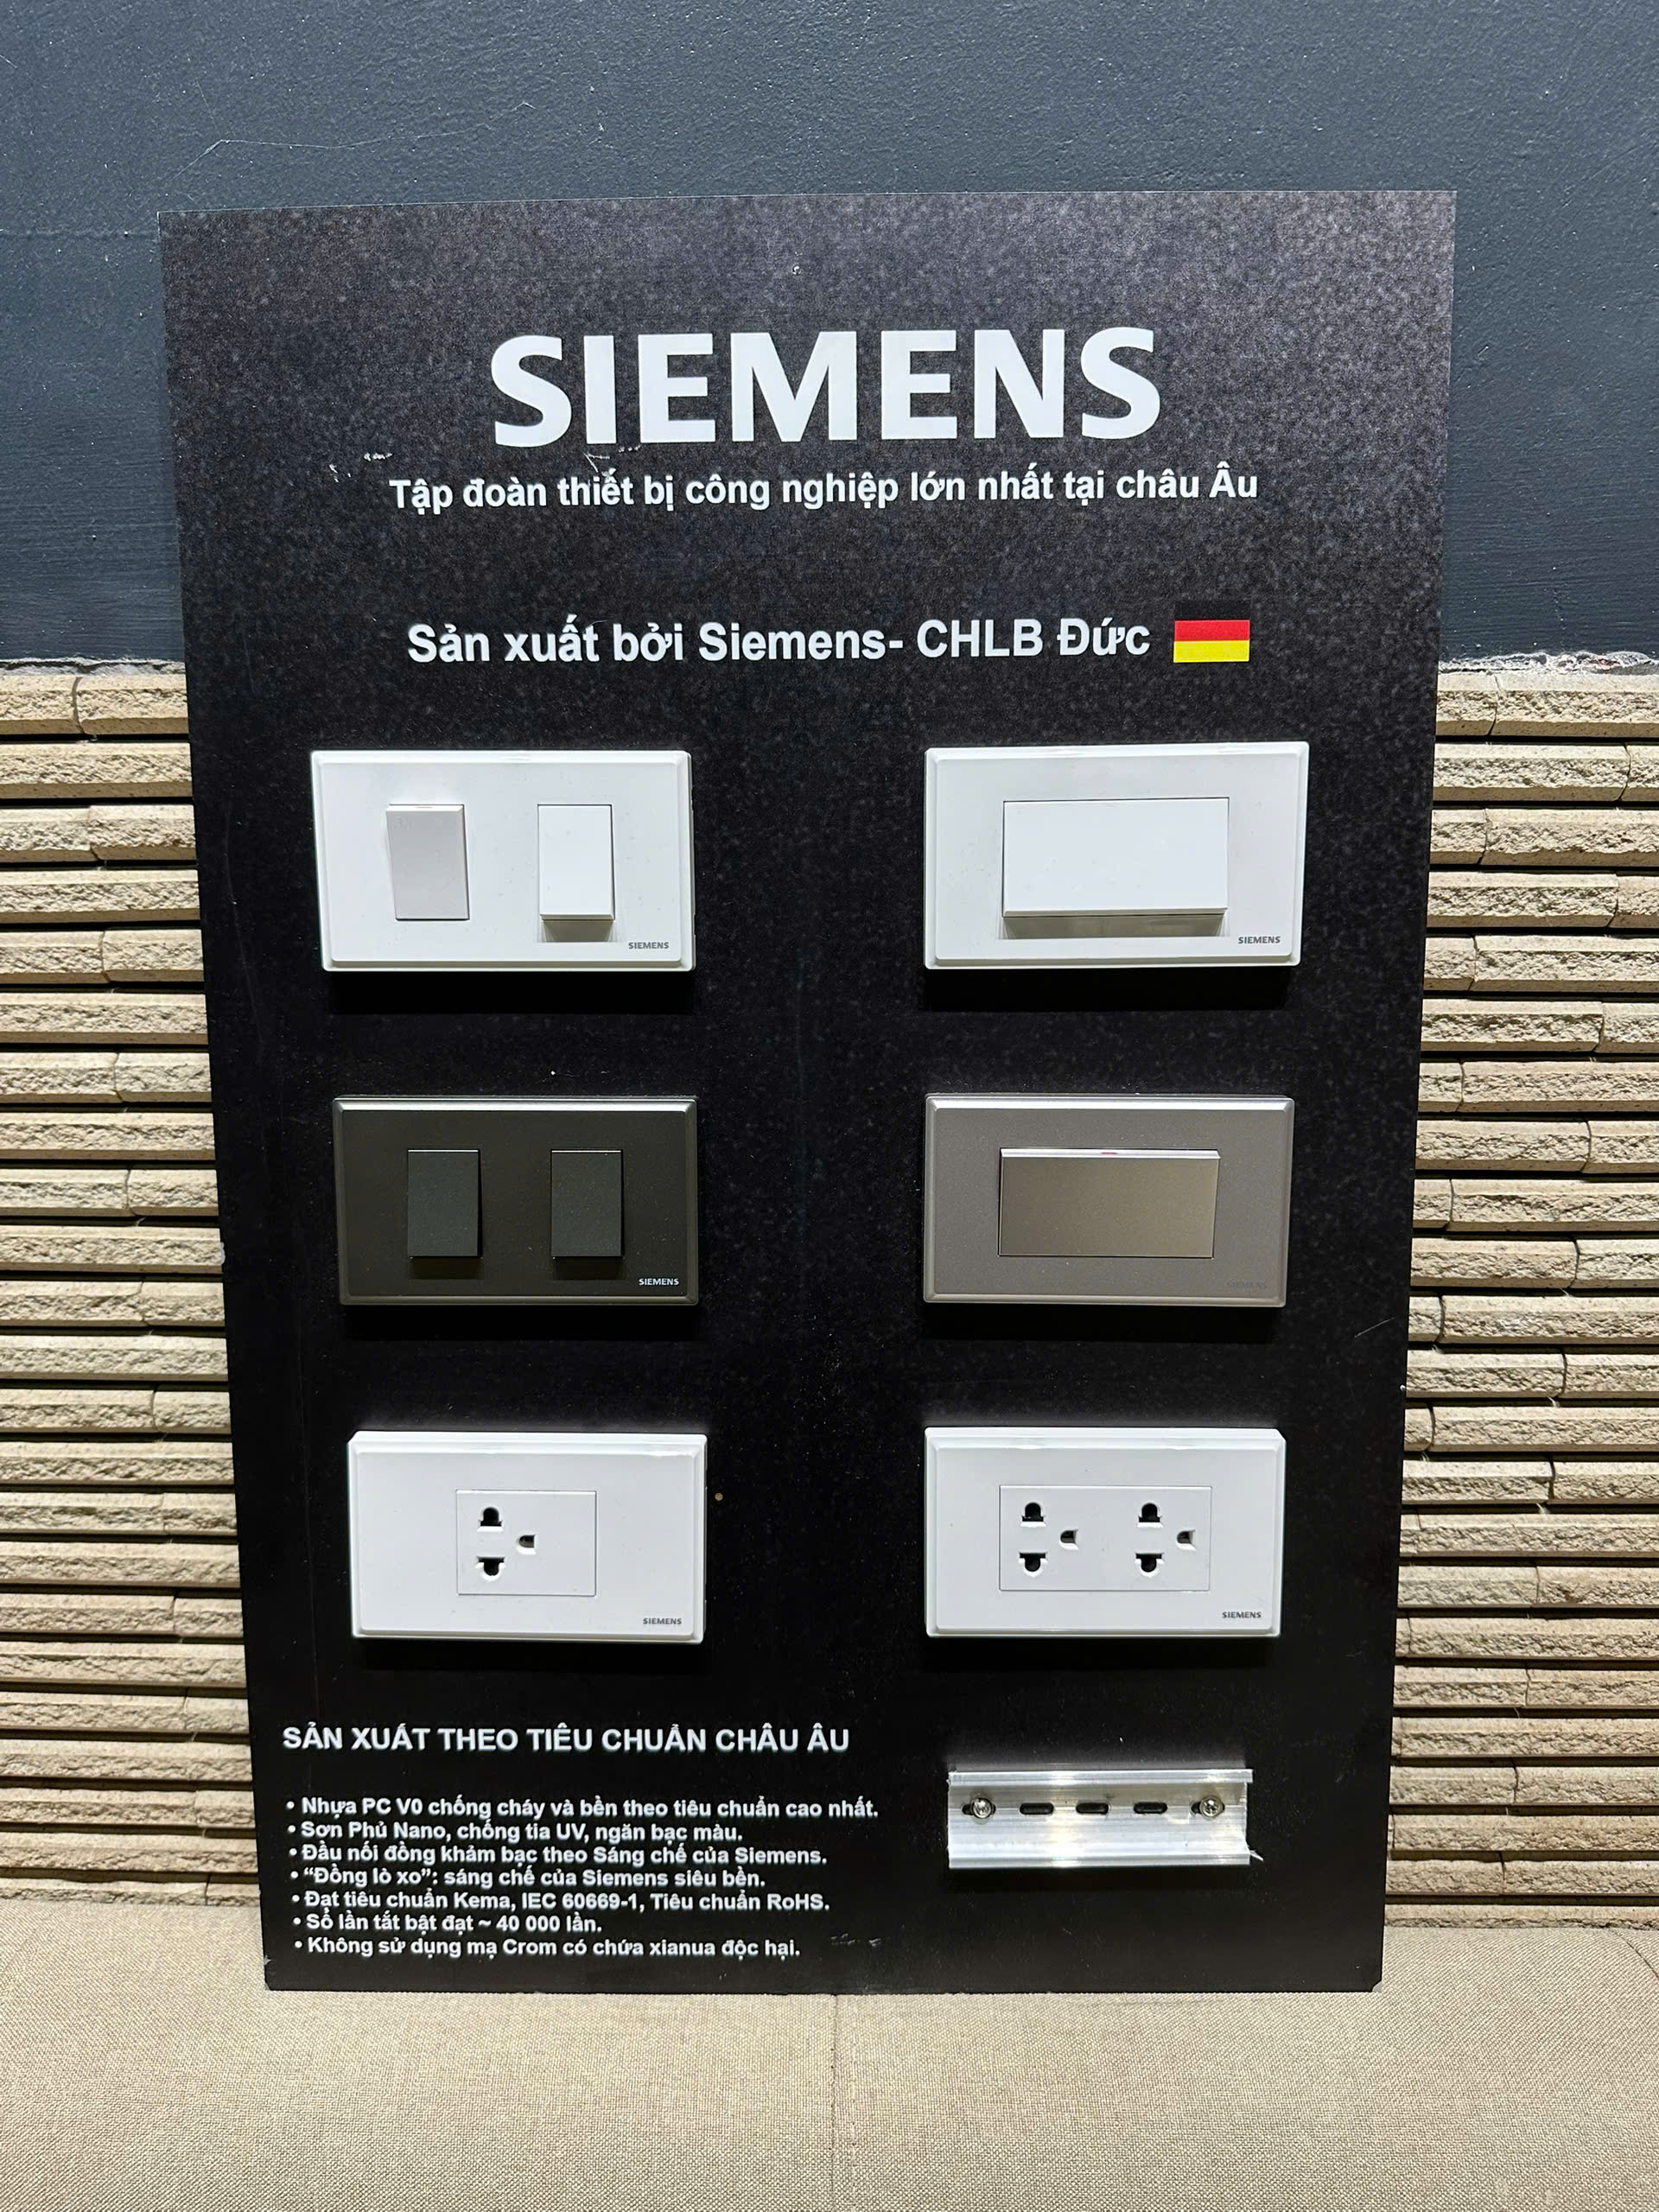 SIEMENS
Tập đoàn thiết bị công nghiệp lớn nhất tại châu Âu
Sản xuất bởi Siemens- CHLB Đức
SIEMENS
SIEMENS
SIEMENS
SIEMENS
SIEMENS
SIEMENS
SẢN XUẤT THEO TIÊU CHUẨN CHÂU ÂU
• Nhựa PC V0 chống cháy và bền theo tiêu chuẩn cao nhất.
• Sơn Phủ Nano, chống tia UV, ngăn bạc màu.
• Đầu nối đồng khảm bạc theo Sáng chế của Siemens.
• “Đồng lò xo”: sáng chế của Siemens siêu bền.
• Đạt tiêu chuẩn Kema, IEC 60669-1, Tiêu chuẩn RoHS.
• Số lần tắt bật đạt ~ 40 000 lần.
• Không sử dụng mạ Crom có chứa xianua độc hại.